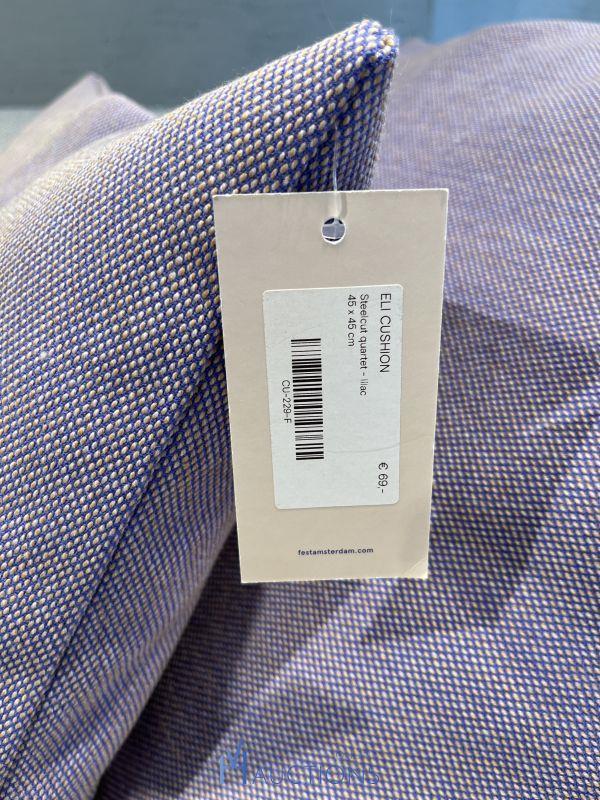 ELI CUSHION
Steelcut quartet - lilac
45 x 45 cm
€ 69,-
CU-229-F
festamsterdam.com
AUCTIONS